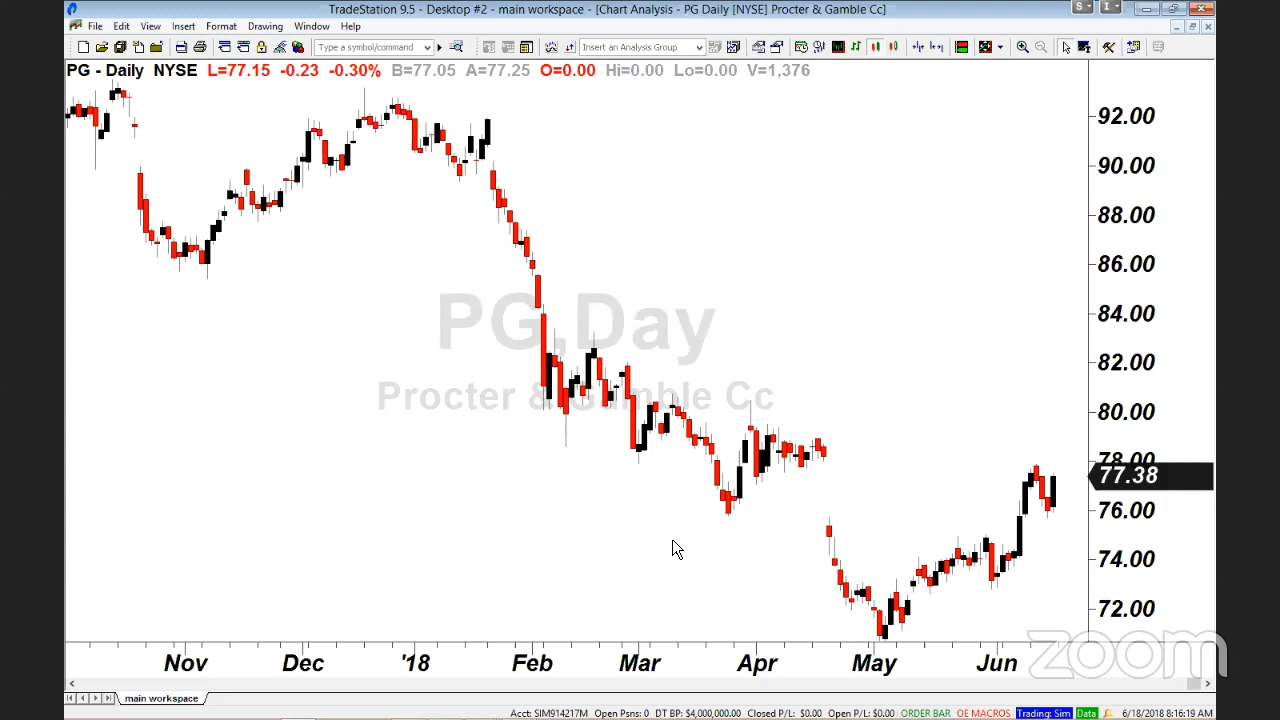 TradeStation 9.5 - Desktop #2 - main workspace - [Chart Analysis - PG Daily [NYSE] Procter & Gamble Cc]
S I
File Edit View Insert Format Drawing Window Help
Type a symbol/command Insert an Analysis Group
PG - Daily NYSE L=77.15 -0.23 -0.30% B=77.05 A=77.25 O=0.00 Hi=0.00 Lo=0.00 V=1,376
92.00
90.00
88.00
86.00
84.00
PG,Day
82.00
Procter & Gamble Cc
80.00
78.00
77.38
76.00
74.00
72.00
zoom
Nov Dec '18 Feb Mar Apr May Jun
main workspace
Acct: SIM914217M Open Psns: 0 DT BP: $4,000,000.00 Closed P/L: $0.00 Open P/L: $0.00 ORDER BAR OE MACROS Trading: Sim Data 6/18/2018 8:16:19 AM